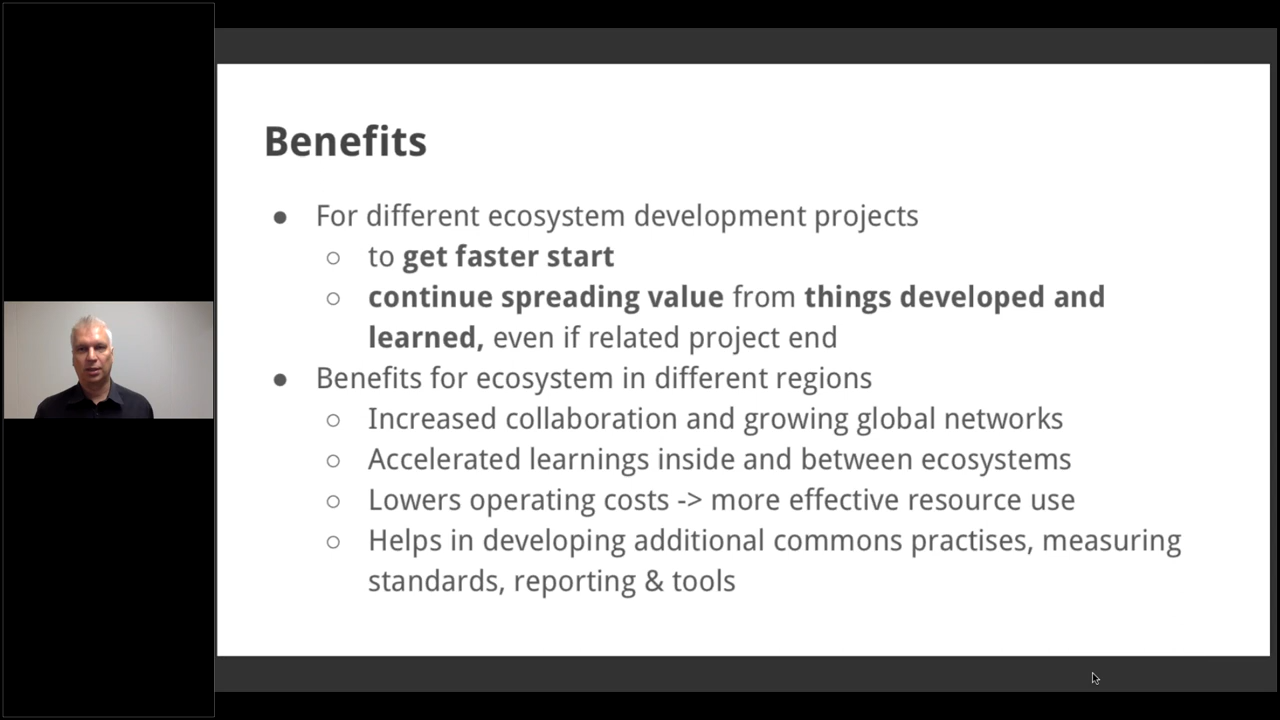 Benefits
● For different ecosystem development projects
○ to get faster start
○ continue spreading value from things developed and
learned, even if related project end
● Benefits for ecosystem in different regions
○ Increased collaboration and growing global networks
○ Accelerated learnings inside and between ecosystems
○ Lowers operating costs -> more effective resource use
○ Helps in developing additional commons practises, measuring
standards, reporting & tools